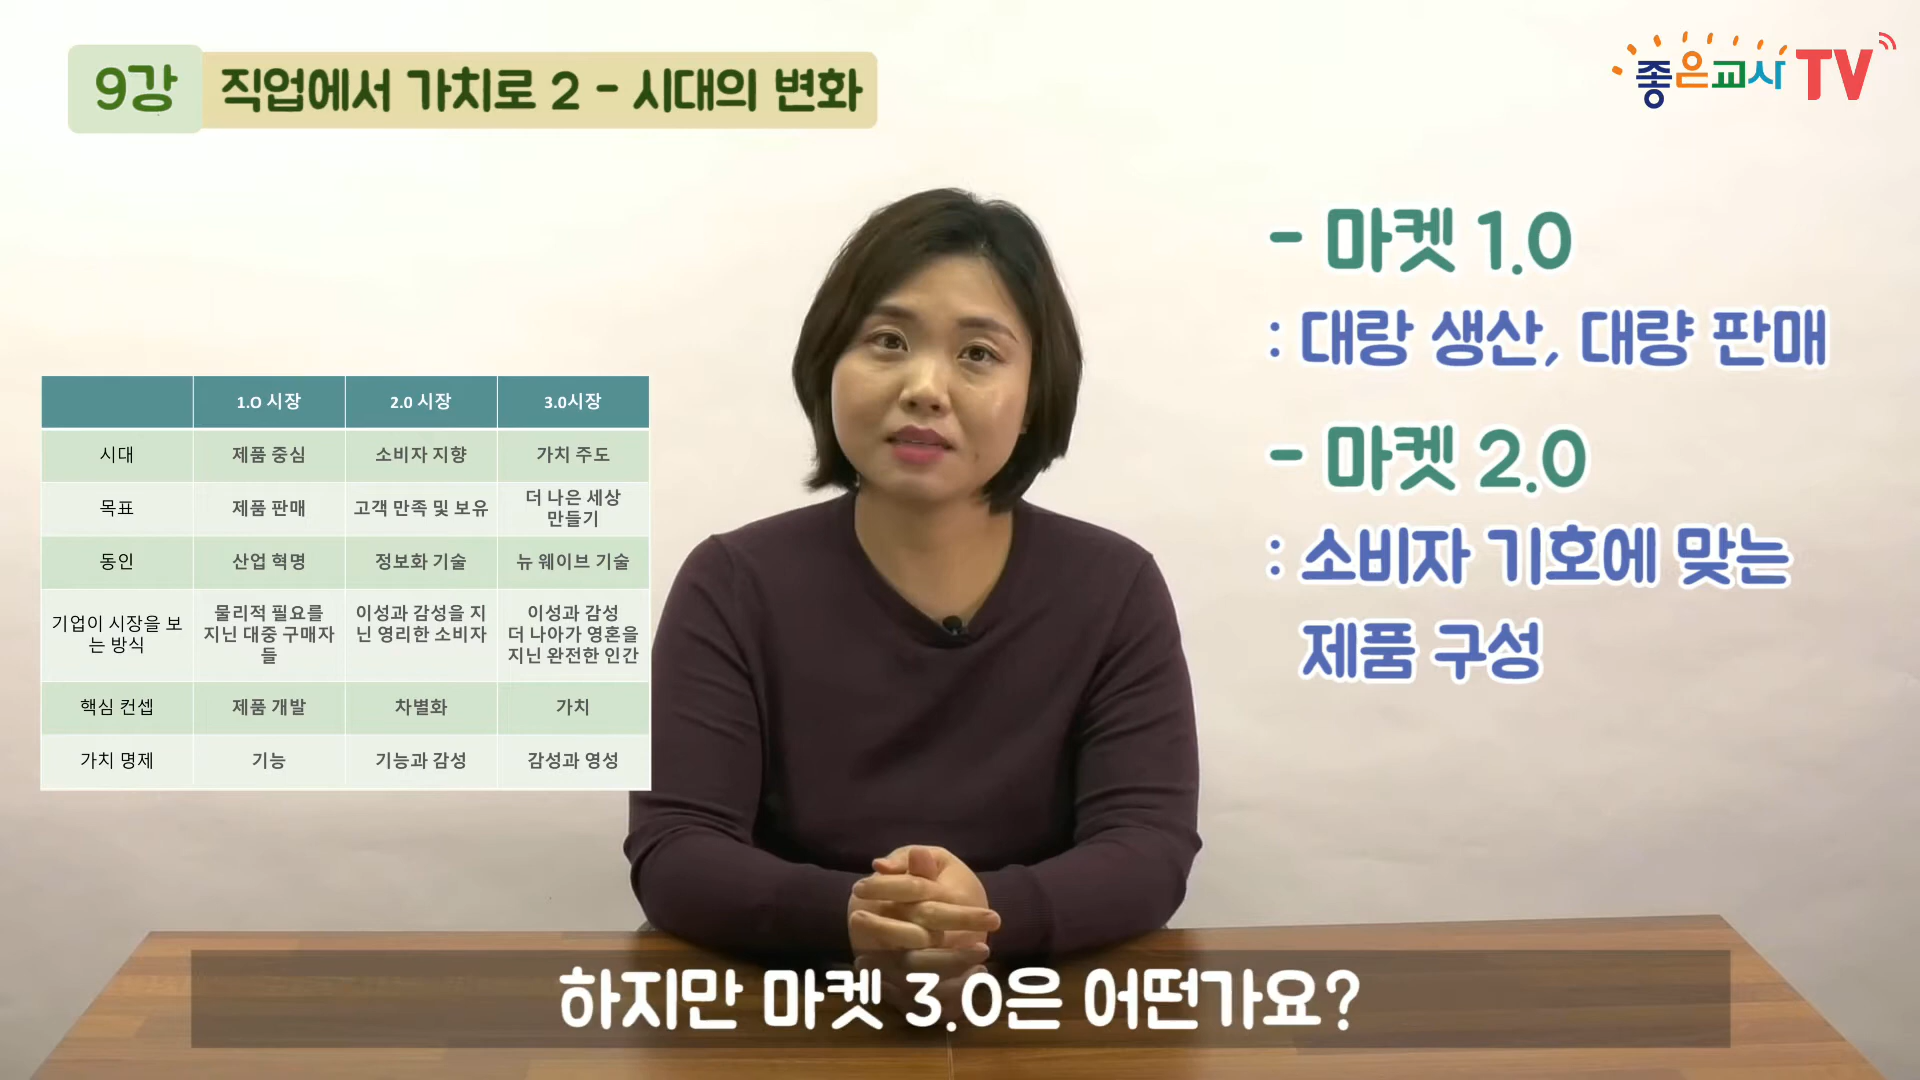 9강 직업에서 가치로 2 - 시대의 변화
좋은교사 TV
1.0 시장 2.0 시장 3.0시장
시대 제품 중심 소비자 지향 가치 주도
목표 제품 판매 고객 만족 및 보유 더 나은 세상
만들기
동인 산업 혁명 정보화 기술 뉴 웨이브 기술
기업이 시장을 보
는 방식
물리적 필요를
지닌 대중 구매자
들
이성과 감성을 지
닌 영리한 소비자
이성과 감성
더 나아가 영혼을
지닌 완전한 인간
핵심 컨셉 제품 개발 차별화 가치
가치 명제 기능 기능과 감성 감성과 영성
- 마켓 1.0
: 대랑 생산, 대량 판매
- 마켓 2.0
: 소비자 기호에 맞는
제품 구성
하지만 마켓 3.0은 어떤가요?